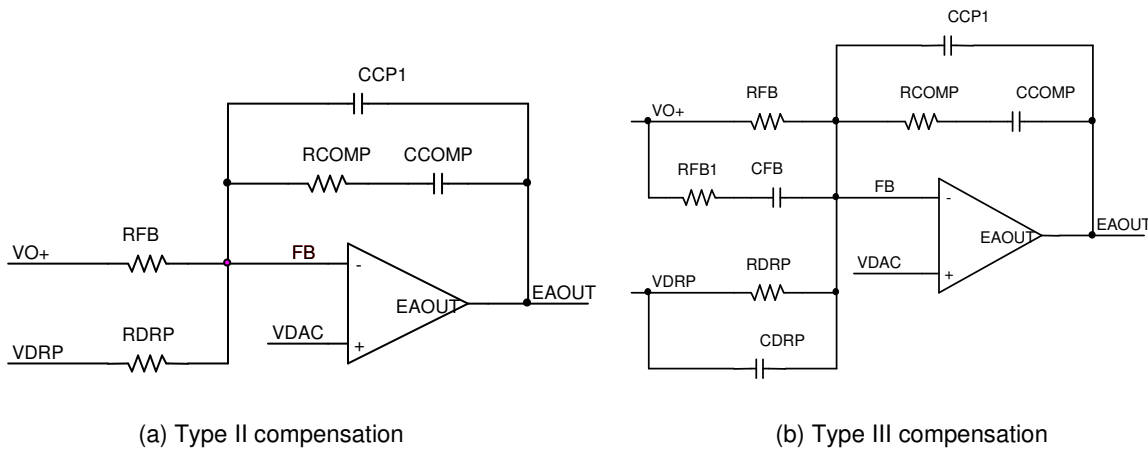 CCP1
RCOMP
CCOMP
RFB
VO+
FB
-
EAOUT
EAOUT
RDRP
VDAC
+
VDRP
(a) Type II compensation
CCP1
RFB
RCOMP
CCOMP
VO+
RFB1
CFB
FB
-
EAOUT
EAOUT
RDRP
VDAC
+
VDRP
CDRP
(b) Type III compensation